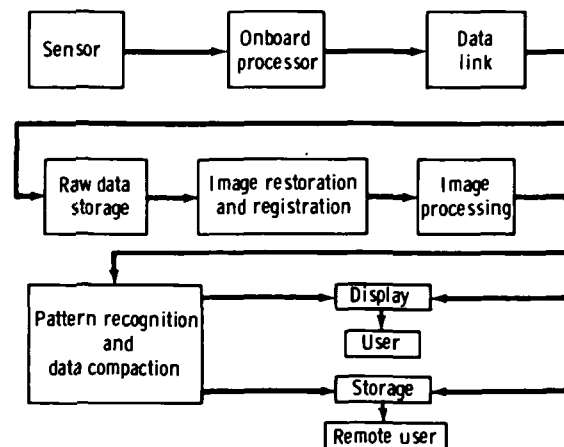 Sensor
Onboard
processor
Data
link
Raw data
storage
Image restoration
and registration
Image
processing
Pattern recognition
and
data compaction
Display
User
Storage
Remote user